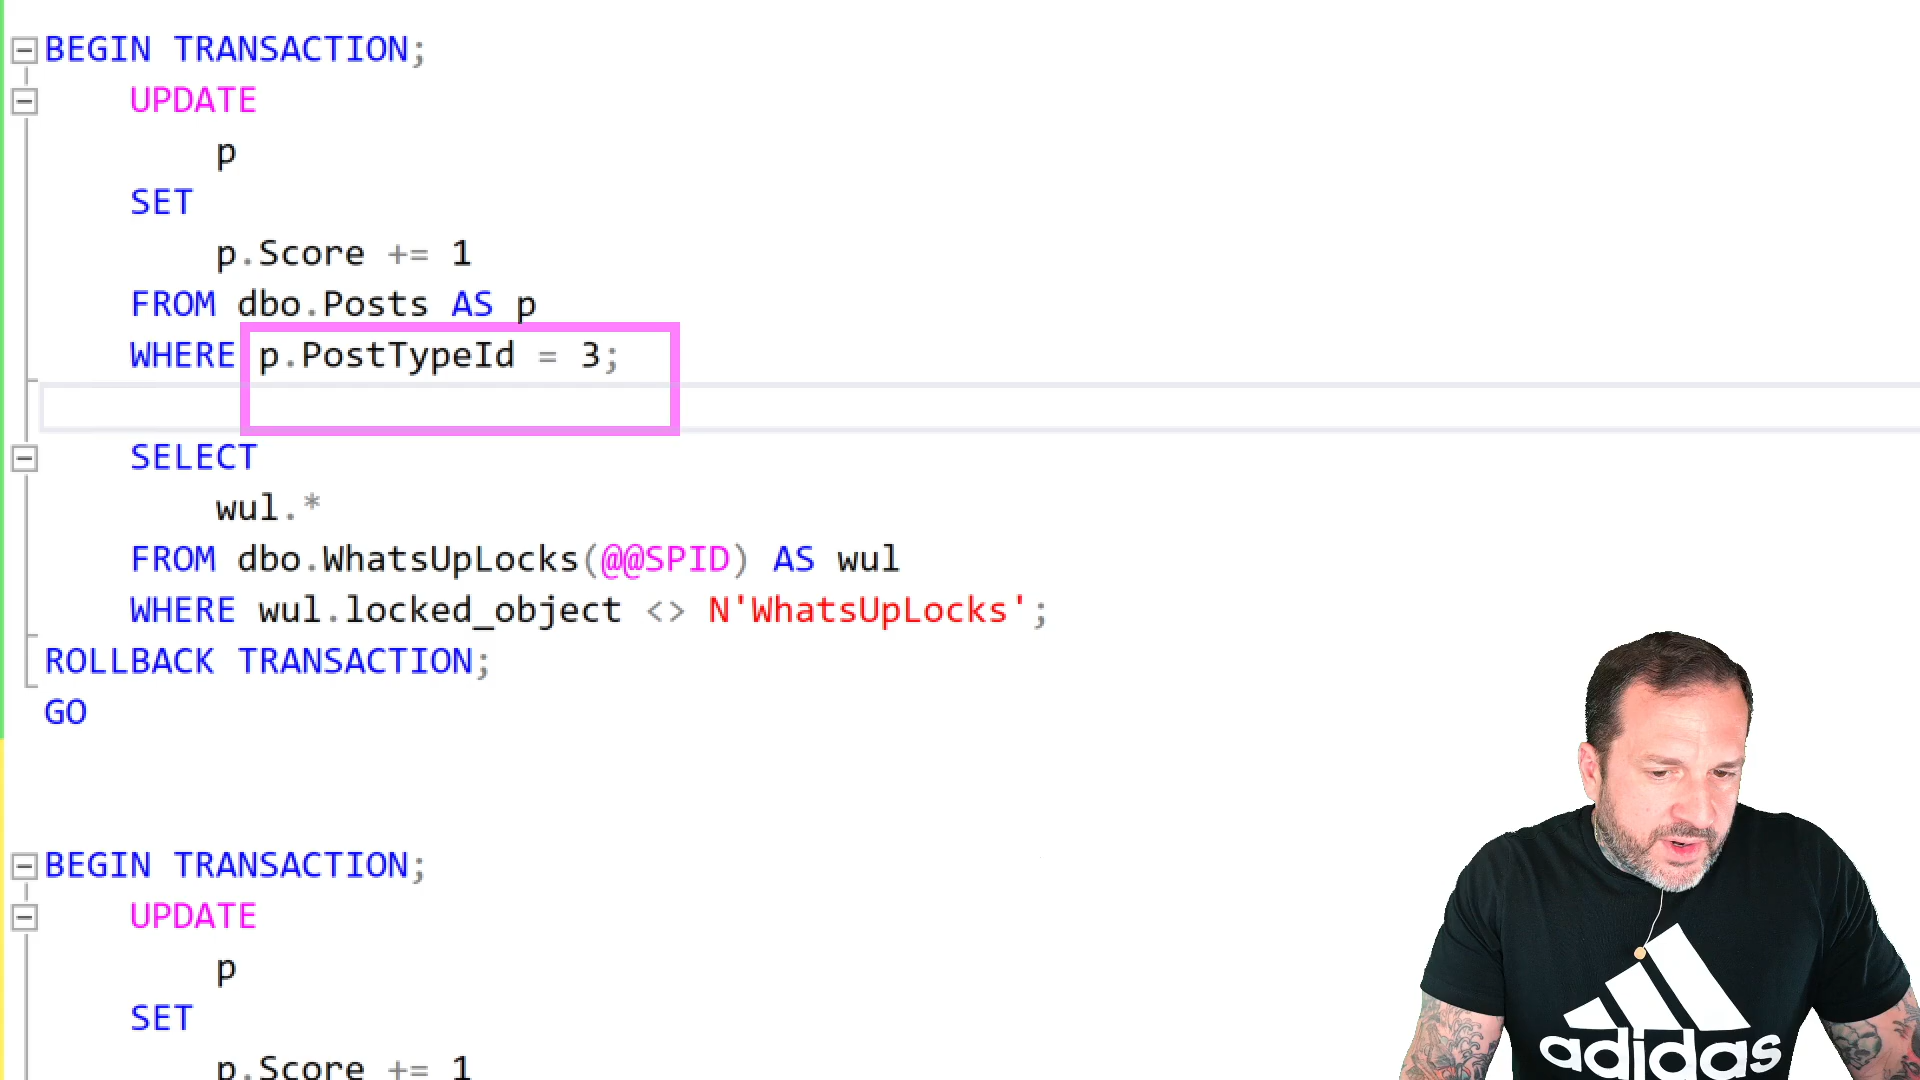 BEGIN TRANSACTION;
UPDATE
p
SET
p.Score += 1
FROM dbo.Posts AS p
WHERE p.PostTypeId = 3;
SELECT
wul.*
FROM dbo.WhatsUpLocks(@@SPID) AS wul
WHERE wul.locked_object <> N'WhatsUpLocks';
ROLLBACK TRANSACTION;
GO
BEGIN TRANSACTION;
UPDATE
p
SET
p.Score += 1
adidas